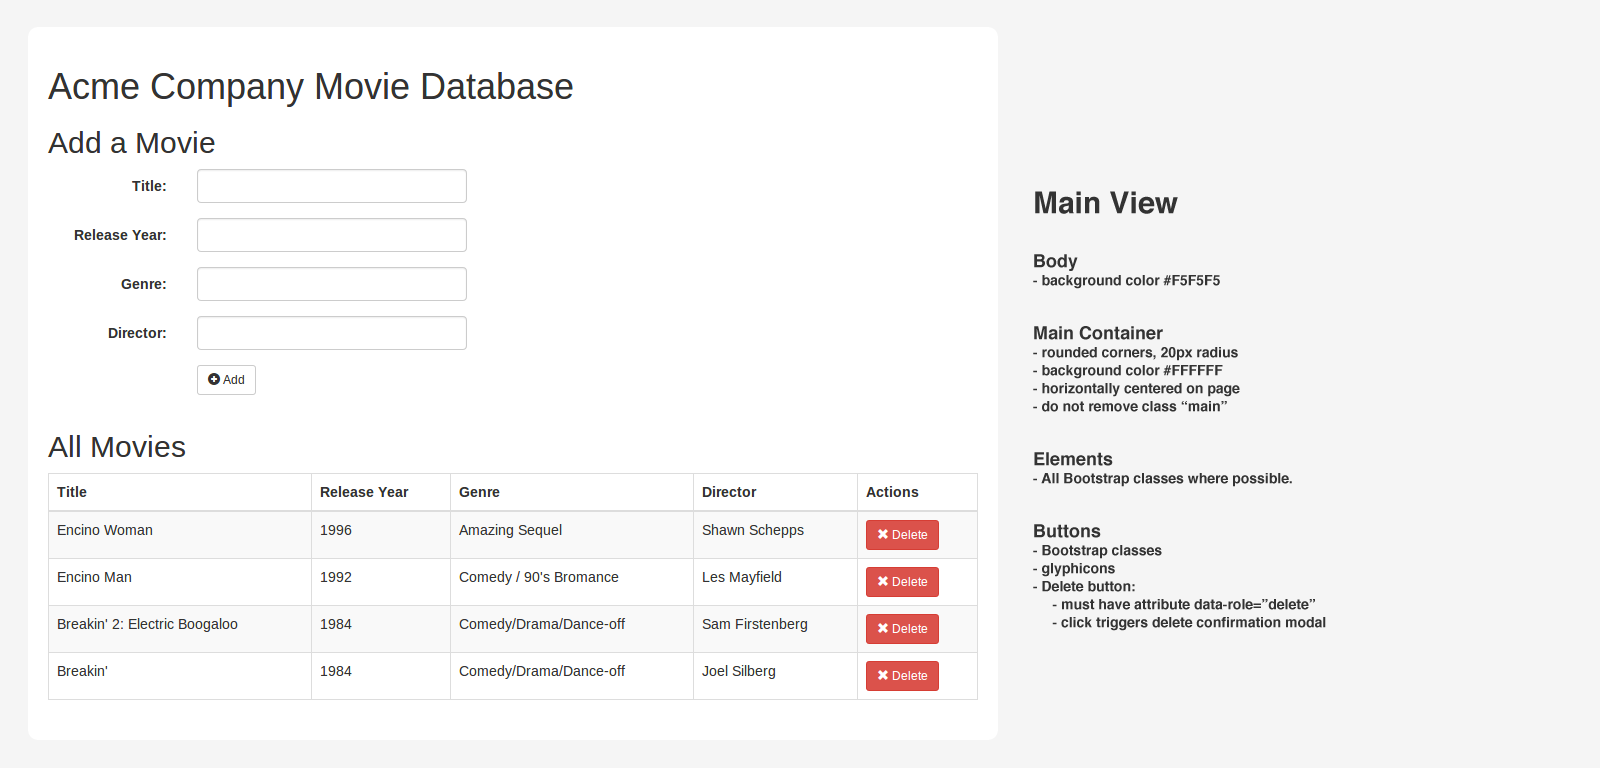 Acme Company Movie Database
Add a Movie
Title:
Release Year:
Genre:
Director:
Add
All Movies
Title Release Year Genre Director Actions
Encino Woman 1996 Amazing Sequel Shawn Schepps Delete
Encino Man 1992 Comedy / 90's Bromance Les Mayfield Delete
Breakin' 2: Electric Boogaloo 1984 Comedy/Drama/Dance-off Sam Firstenberg Delete
Breakin' 1984 Comedy/Drama/Dance-off Joel Silberg Delete
Main View
Body
- background color #F5F5F5
Main Container
- rounded corners, 20px radius
- background color #FFFFFF
- horizontally centered on page
- do not remove class “main”
Elements
- All Bootstrap classes where possible.
Buttons
- Bootstrap classes
- glyphicons
- Delete button:
- must have attribute data-role=”delete”
- click triggers delete confirmation modal